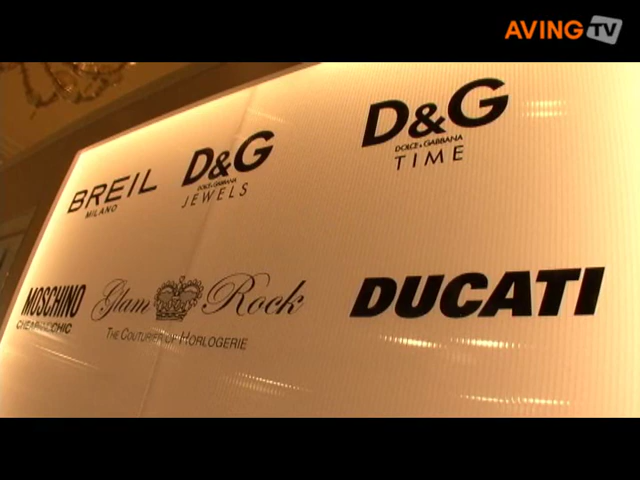 AVING TV
BREIL
MILANO
D&G
DOLCE & GABBANA
JEWELS
D&G
DOLCE & GABBANA
TIME
MOSCHINO
CHEAPANDCHIC
Glam Rock
THE COUTURIER OF HORLOGERIE
DUCATI